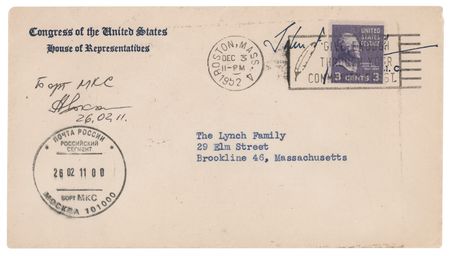 Congress of the United States
House of Representatives
BOSTON, MASS.
DEC 3
11-PM
1952
UNITED STATES POSTAGE
3 CENTS 3
Борт МКС
26.02.11.
ПОЧТА РОССИИ
РОССИЙСКИЙ
СЕГМЕНТ
26 02 11 00
БОРТ МКС
МОСКВА 101000
The Lynch Family
29 Elm Street
Brookline 46, Massachusetts